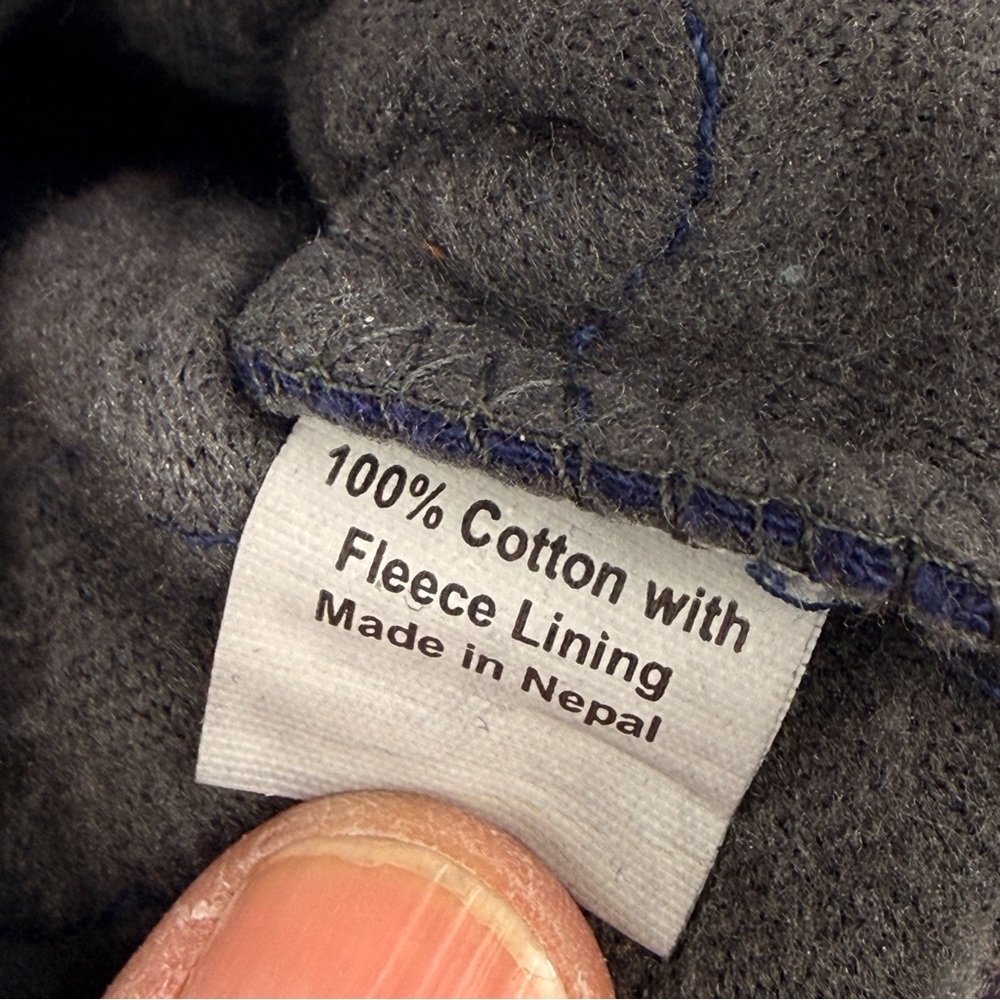 100% Cotton with
Fleece Lining
Made in Nepal